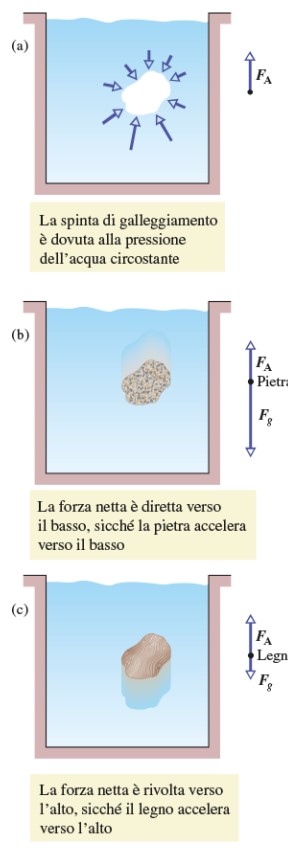 (a)
F_A
La spinta di galleggiamento
è dovuta alla pressione
dell'acqua circostante
(b)
F_A
Pietra
F_g
La forza netta è diretta verso
il basso, sicché la pietra accelera
verso il basso
(c)
F_A
Legn
F_g
La forza netta è rivolta verso
l'alto, sicché il legno accelera
verso l'alto